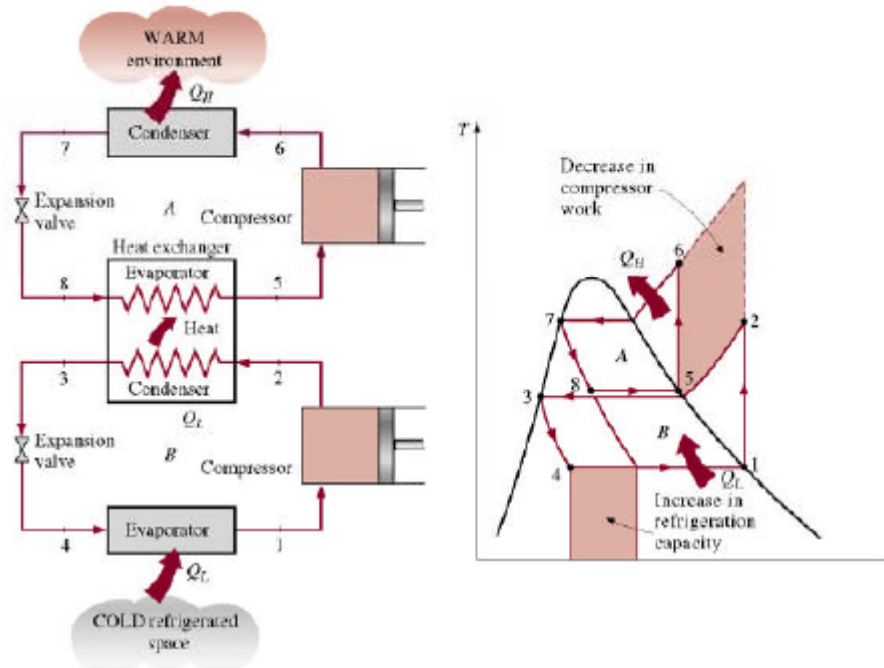 WARM
environment
Q_H
Condenser
7
6
Expansion
valve
A
Compressor
Heat exchanger
Evaporator
8
5
Heat
3
2
Condenser
Q_L
Expansion
valve
B
Compressor
4
Evaporator
1
Q_L
COLD refrigerated
space
T
Decrease in
compressor
work
Q_H
6
7
2
A
8
5
3
B
4
1
Q_L
Increase in
refrigeration
capacity